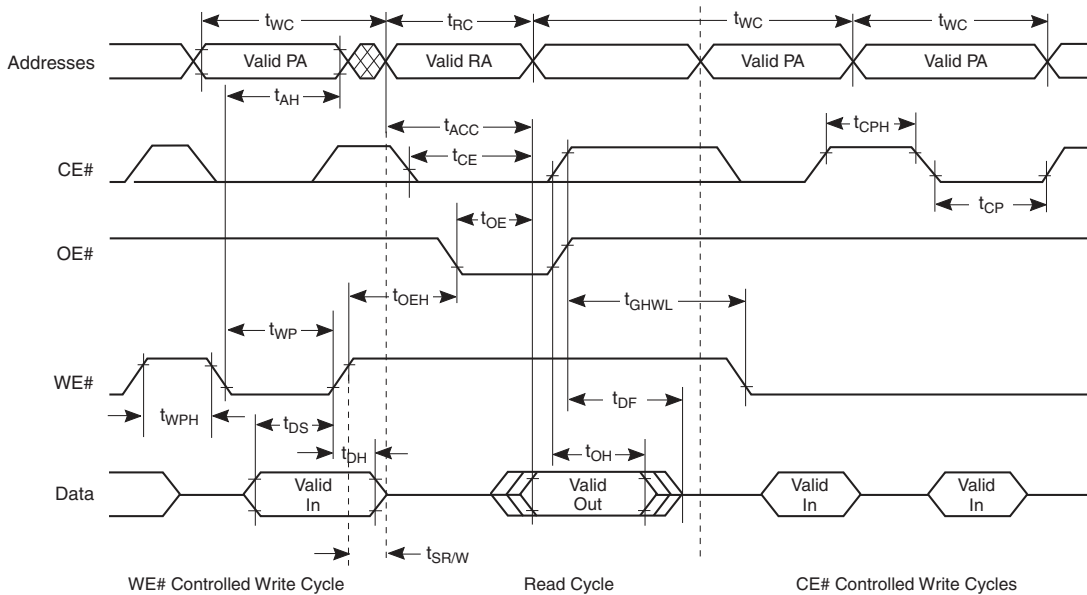 tWC tRC tWC tWC
Addresses Valid PA Valid RA Valid PA Valid PA
tAH
tACC tCPH
CE# tCE
tCP
tOE
OE#
tOEH tGHWL
tWP
WE#
tWPH tDS tDF
tDH tOH
Data Valid In Valid Out Valid In Valid In
tSR/W
WE# Controlled Write Cycle Read Cycle CE# Controlled Write Cycles